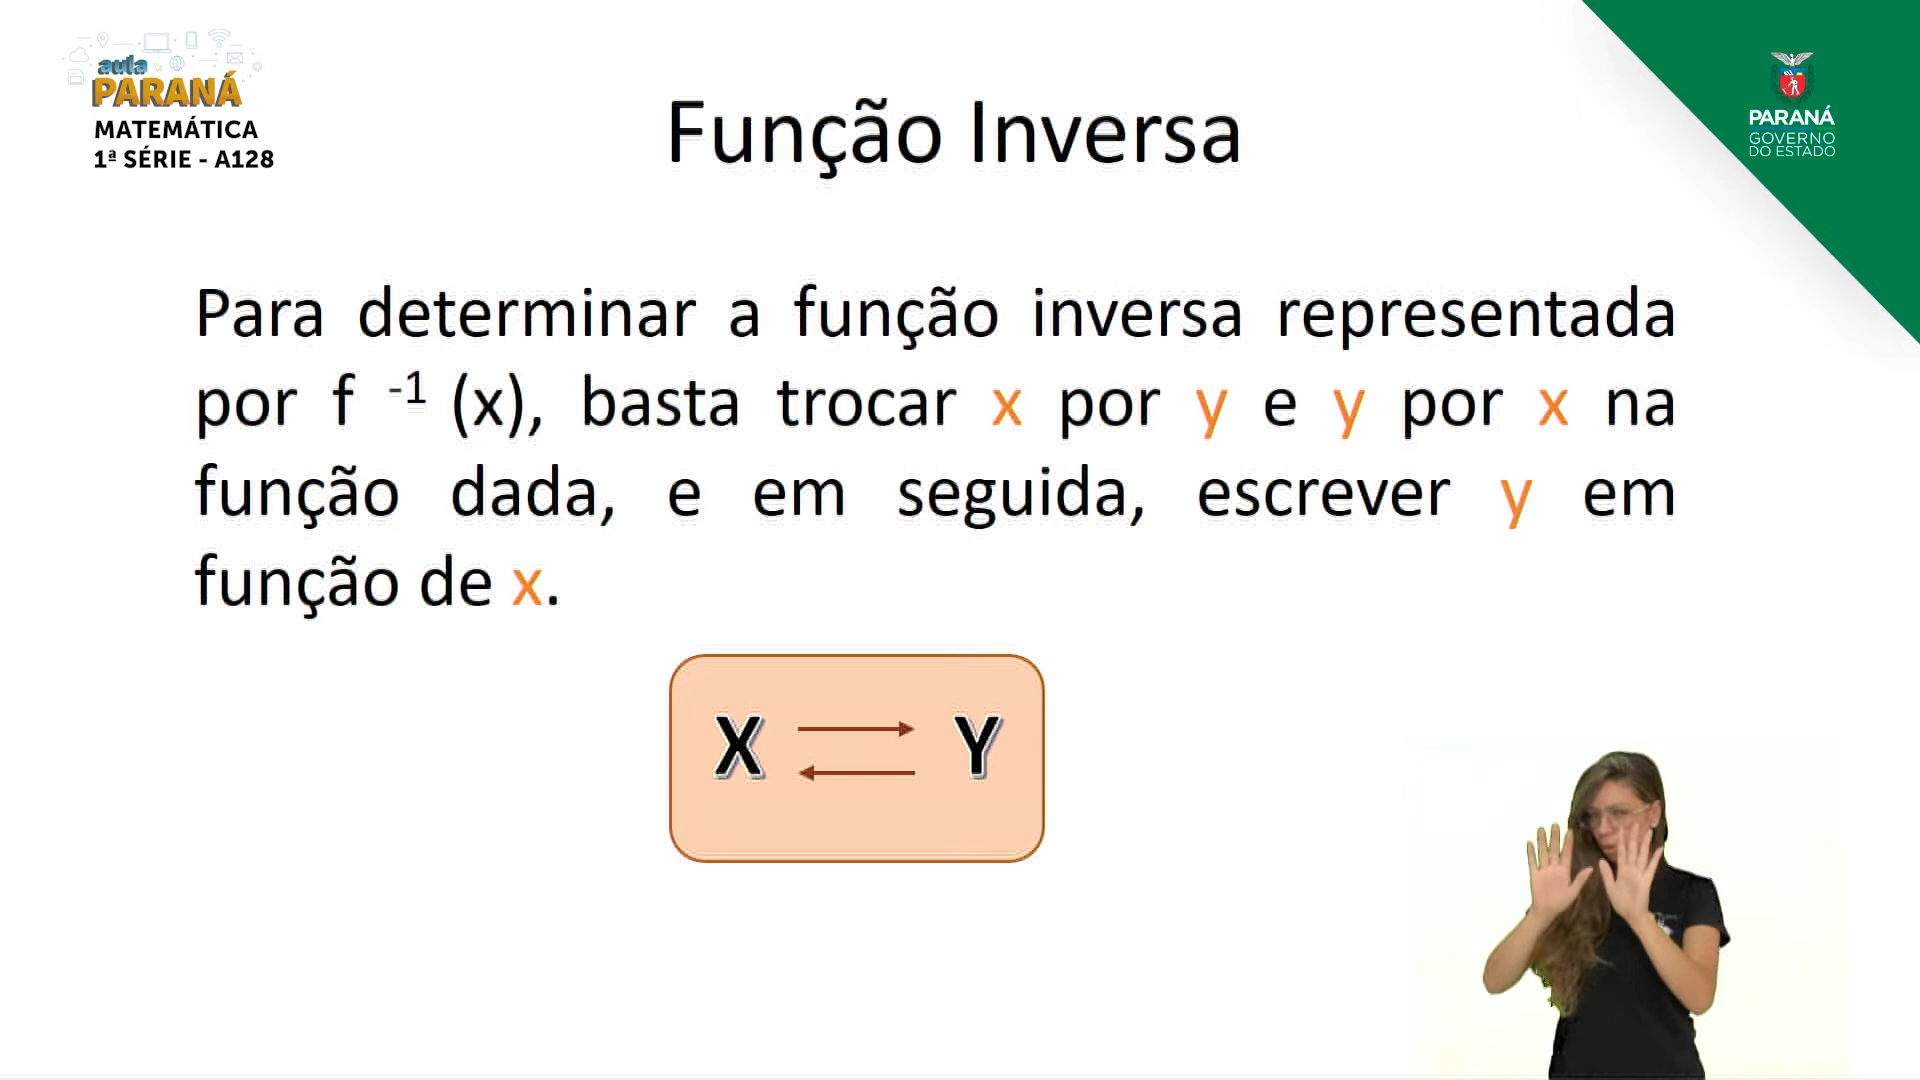 aula
PARANÁ
MATEMÁTICA
1ª SÉRIE - A128
Função Inversa
PARANÁ
GOVERNO
DO ESTADO
Para determinar a função inversa representada
por f ⁻¹ (x), basta trocar x por y e y por x na
função dada, e em seguida, escrever y em
função de x.
X Y